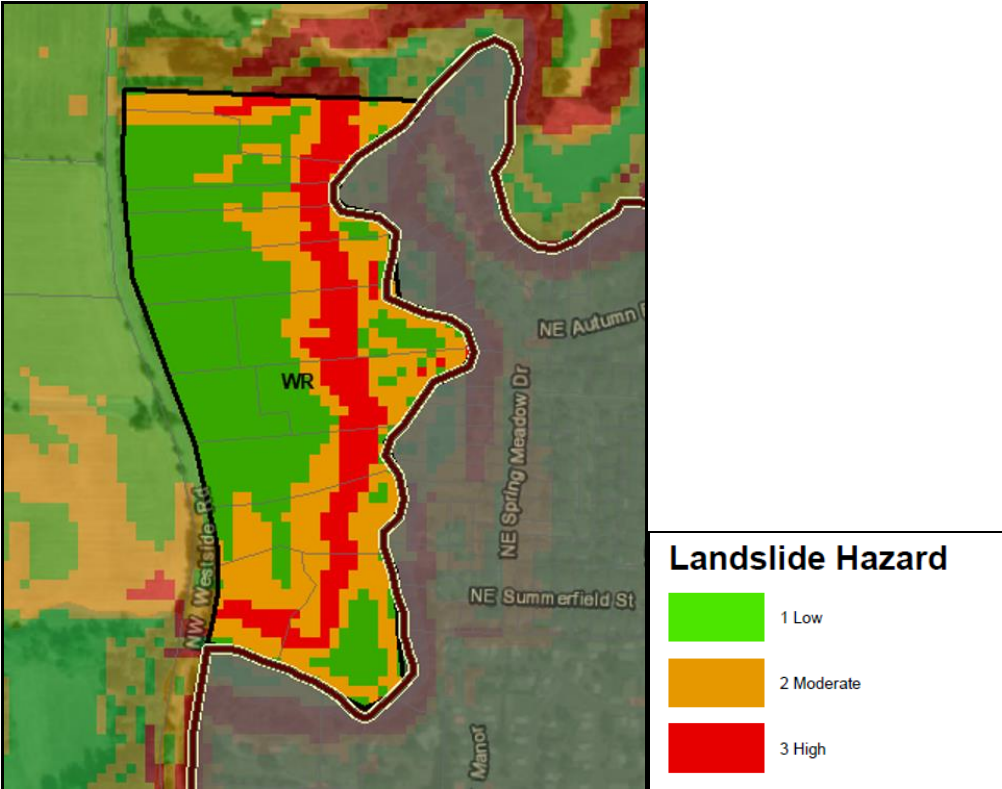 NE Autumn
WR
NE Spring Meadow Dr
NW Westside Rd
NE Summerfield St
Manor
Landslide Hazard
1 Low
2 Moderate
3 High